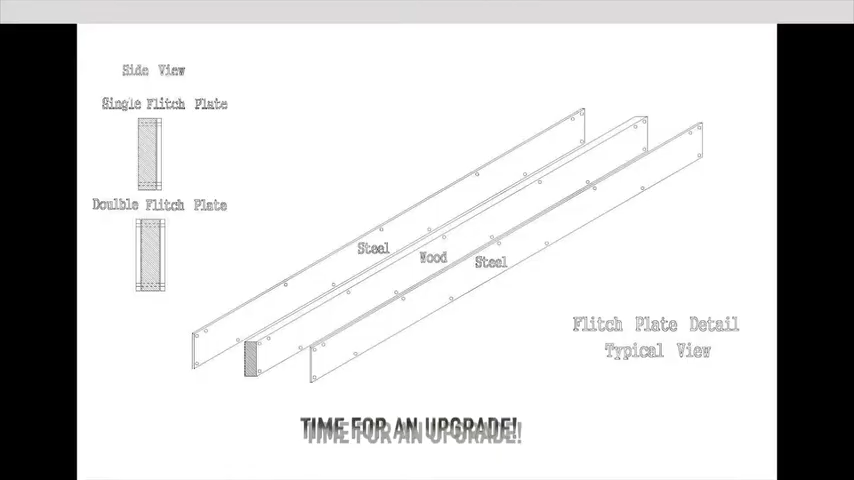 Side View
Single Flitch Plate
Doulble Flitch Plate
Steel
Wood
Steel
Flitch Plate Detail
Typical View
TIME FOR AN UPGRADE!